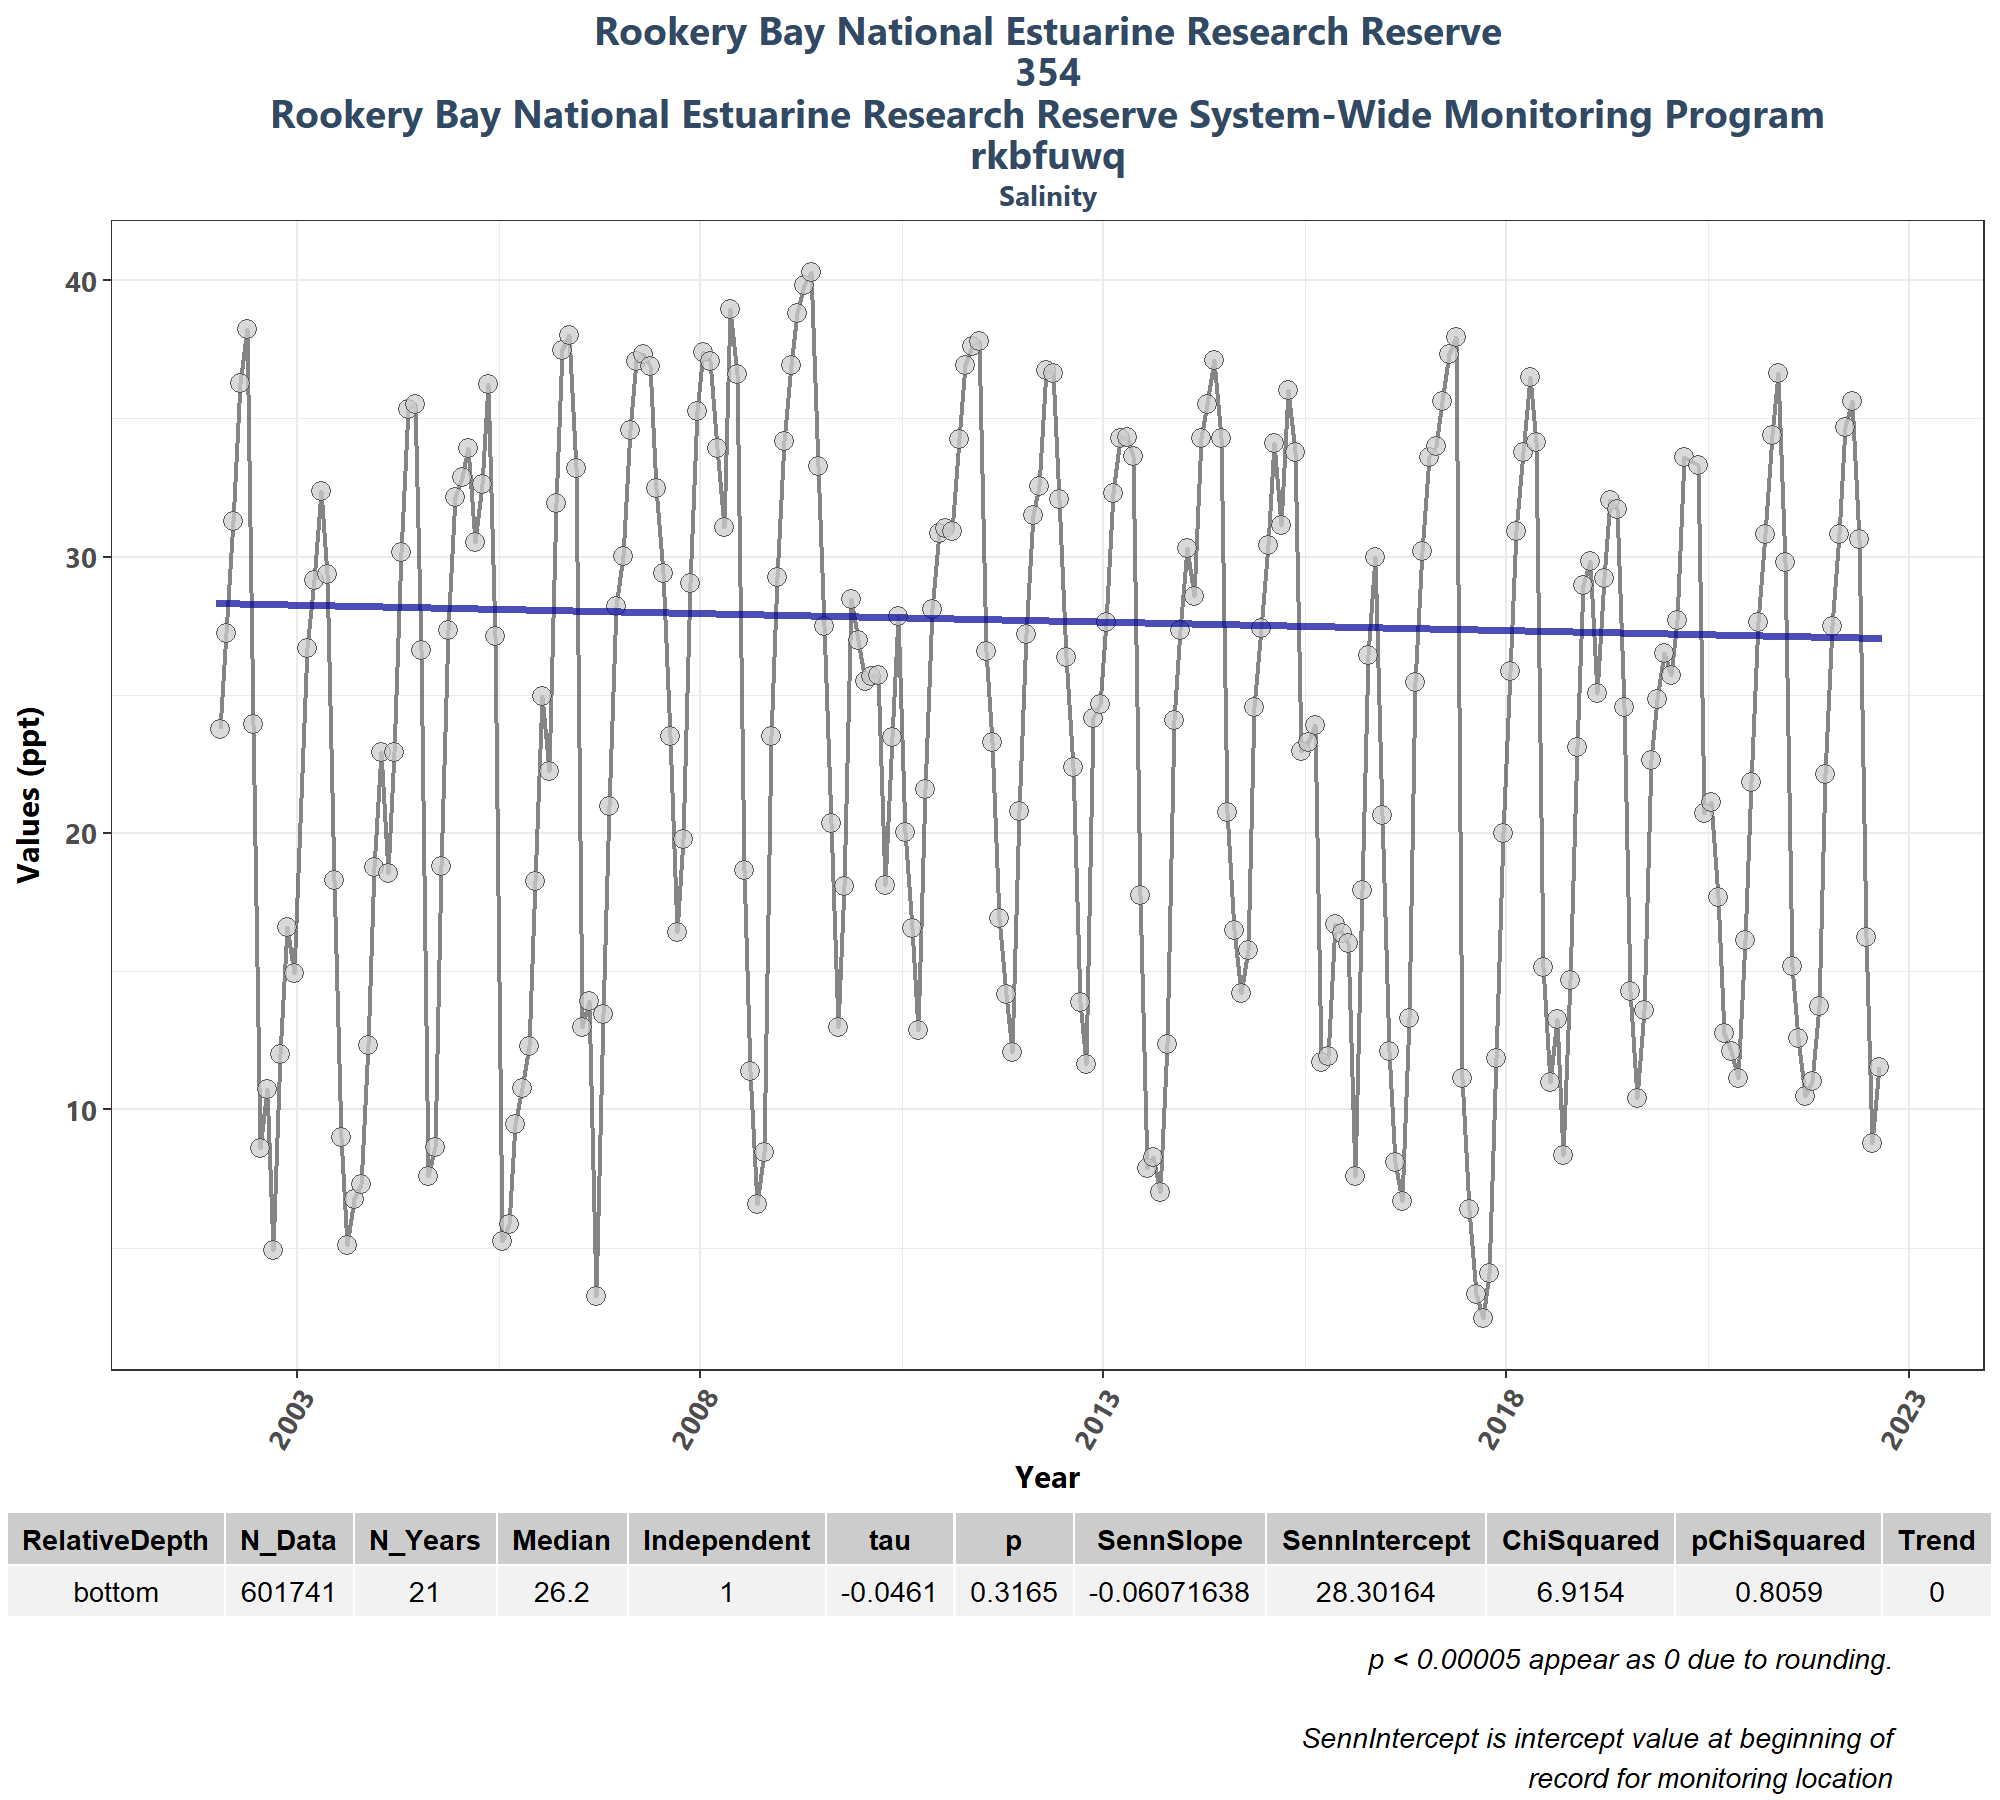 Rookery Bay National Estuarine Research Reserve
354
Rookery Bay National Estuarine Research Reserve System-Wide Monitoring Program
rkbfuwq
Salinity
Values (ppt)
40
30
20
10
2003
2008
2013
2018
2023
Year
RelativeDepth N_Data N_Years Median Independent tau p SennSlope SennIntercept ChiSquared pChiSquared Trend
bottom 601741 21 26.2 1 -0.0461 0.3165 -0.06071638 28.30164 6.9154 0.8059 0
p < 0.00005 appear as 0 due to rounding.
SennIntercept is intercept value at beginning of
record for monitoring location